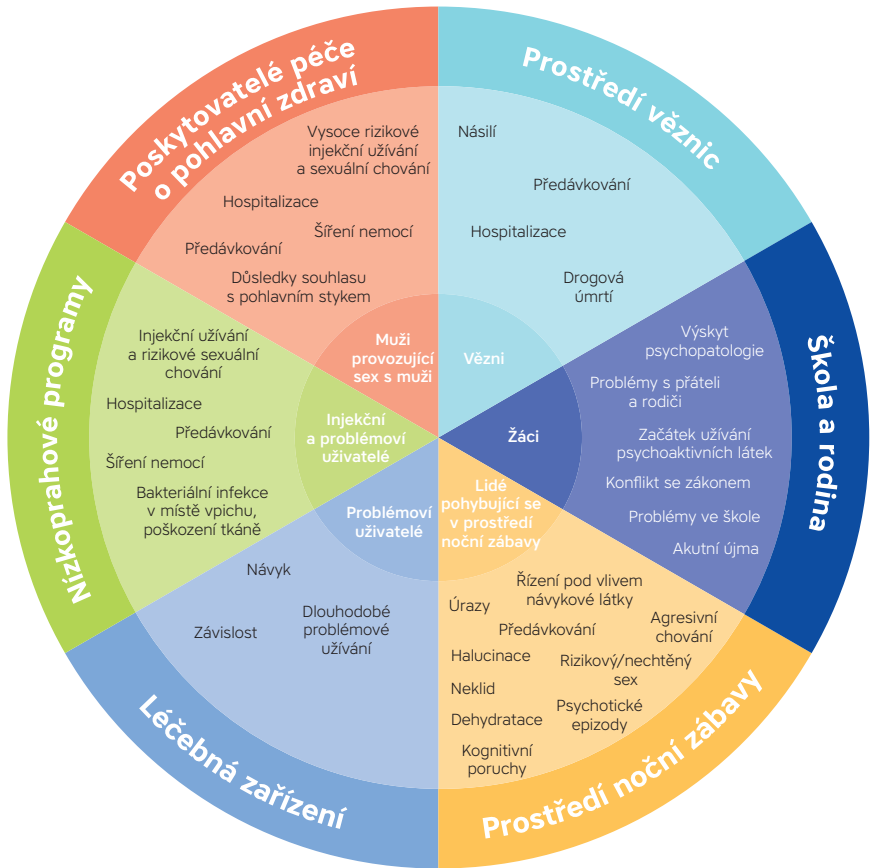 Poskytovatelé péče
o pohlavní zdraví
Vysoce rizikové
injekční užívání
a sexuální chování
Hospitalizace
Šíření nemocí
Předávkování
Důsledky souhlasu
s pohlavním stykem
Muži
provozující
sex s muži
Prostředí věznic
Násilí
Předávkování
Hospitalizace
Drogová
úmrtí
Vězni
Škola a rodina
Výskyt
psychopatologie
Problémy s přáteli
a rodiči
Začátek užívání
psychoaktivních látek
Konflikt se zákonem
Problémy ve škole
Akutní újma
Žáci
Prostředí noční zábavy
Lidé
pohybující se
v prostředí
noční zábavy
Řízení pod vlivem
návykové látky
Úrazy
Předávkování
Agresivní
chování
Halucinace
Rizikový/nechtěný
sex
Neklid
Psychotické
epizody
Dehydratace
Kognitivní
poruchy
Léčebná zařízení
Problémoví
uživatelé
Návyk
Závislost
Dlouhodobé
problémové
užívání
Nízkoprahové programy
Injekční užívání
a rizikové sexuální
chování
Hospitalizace
Předávkování
Šíření nemocí
Bakteriální infekce
v místě vpichu,
poškození tkáně
Injekční
a problémoví
uživatelé